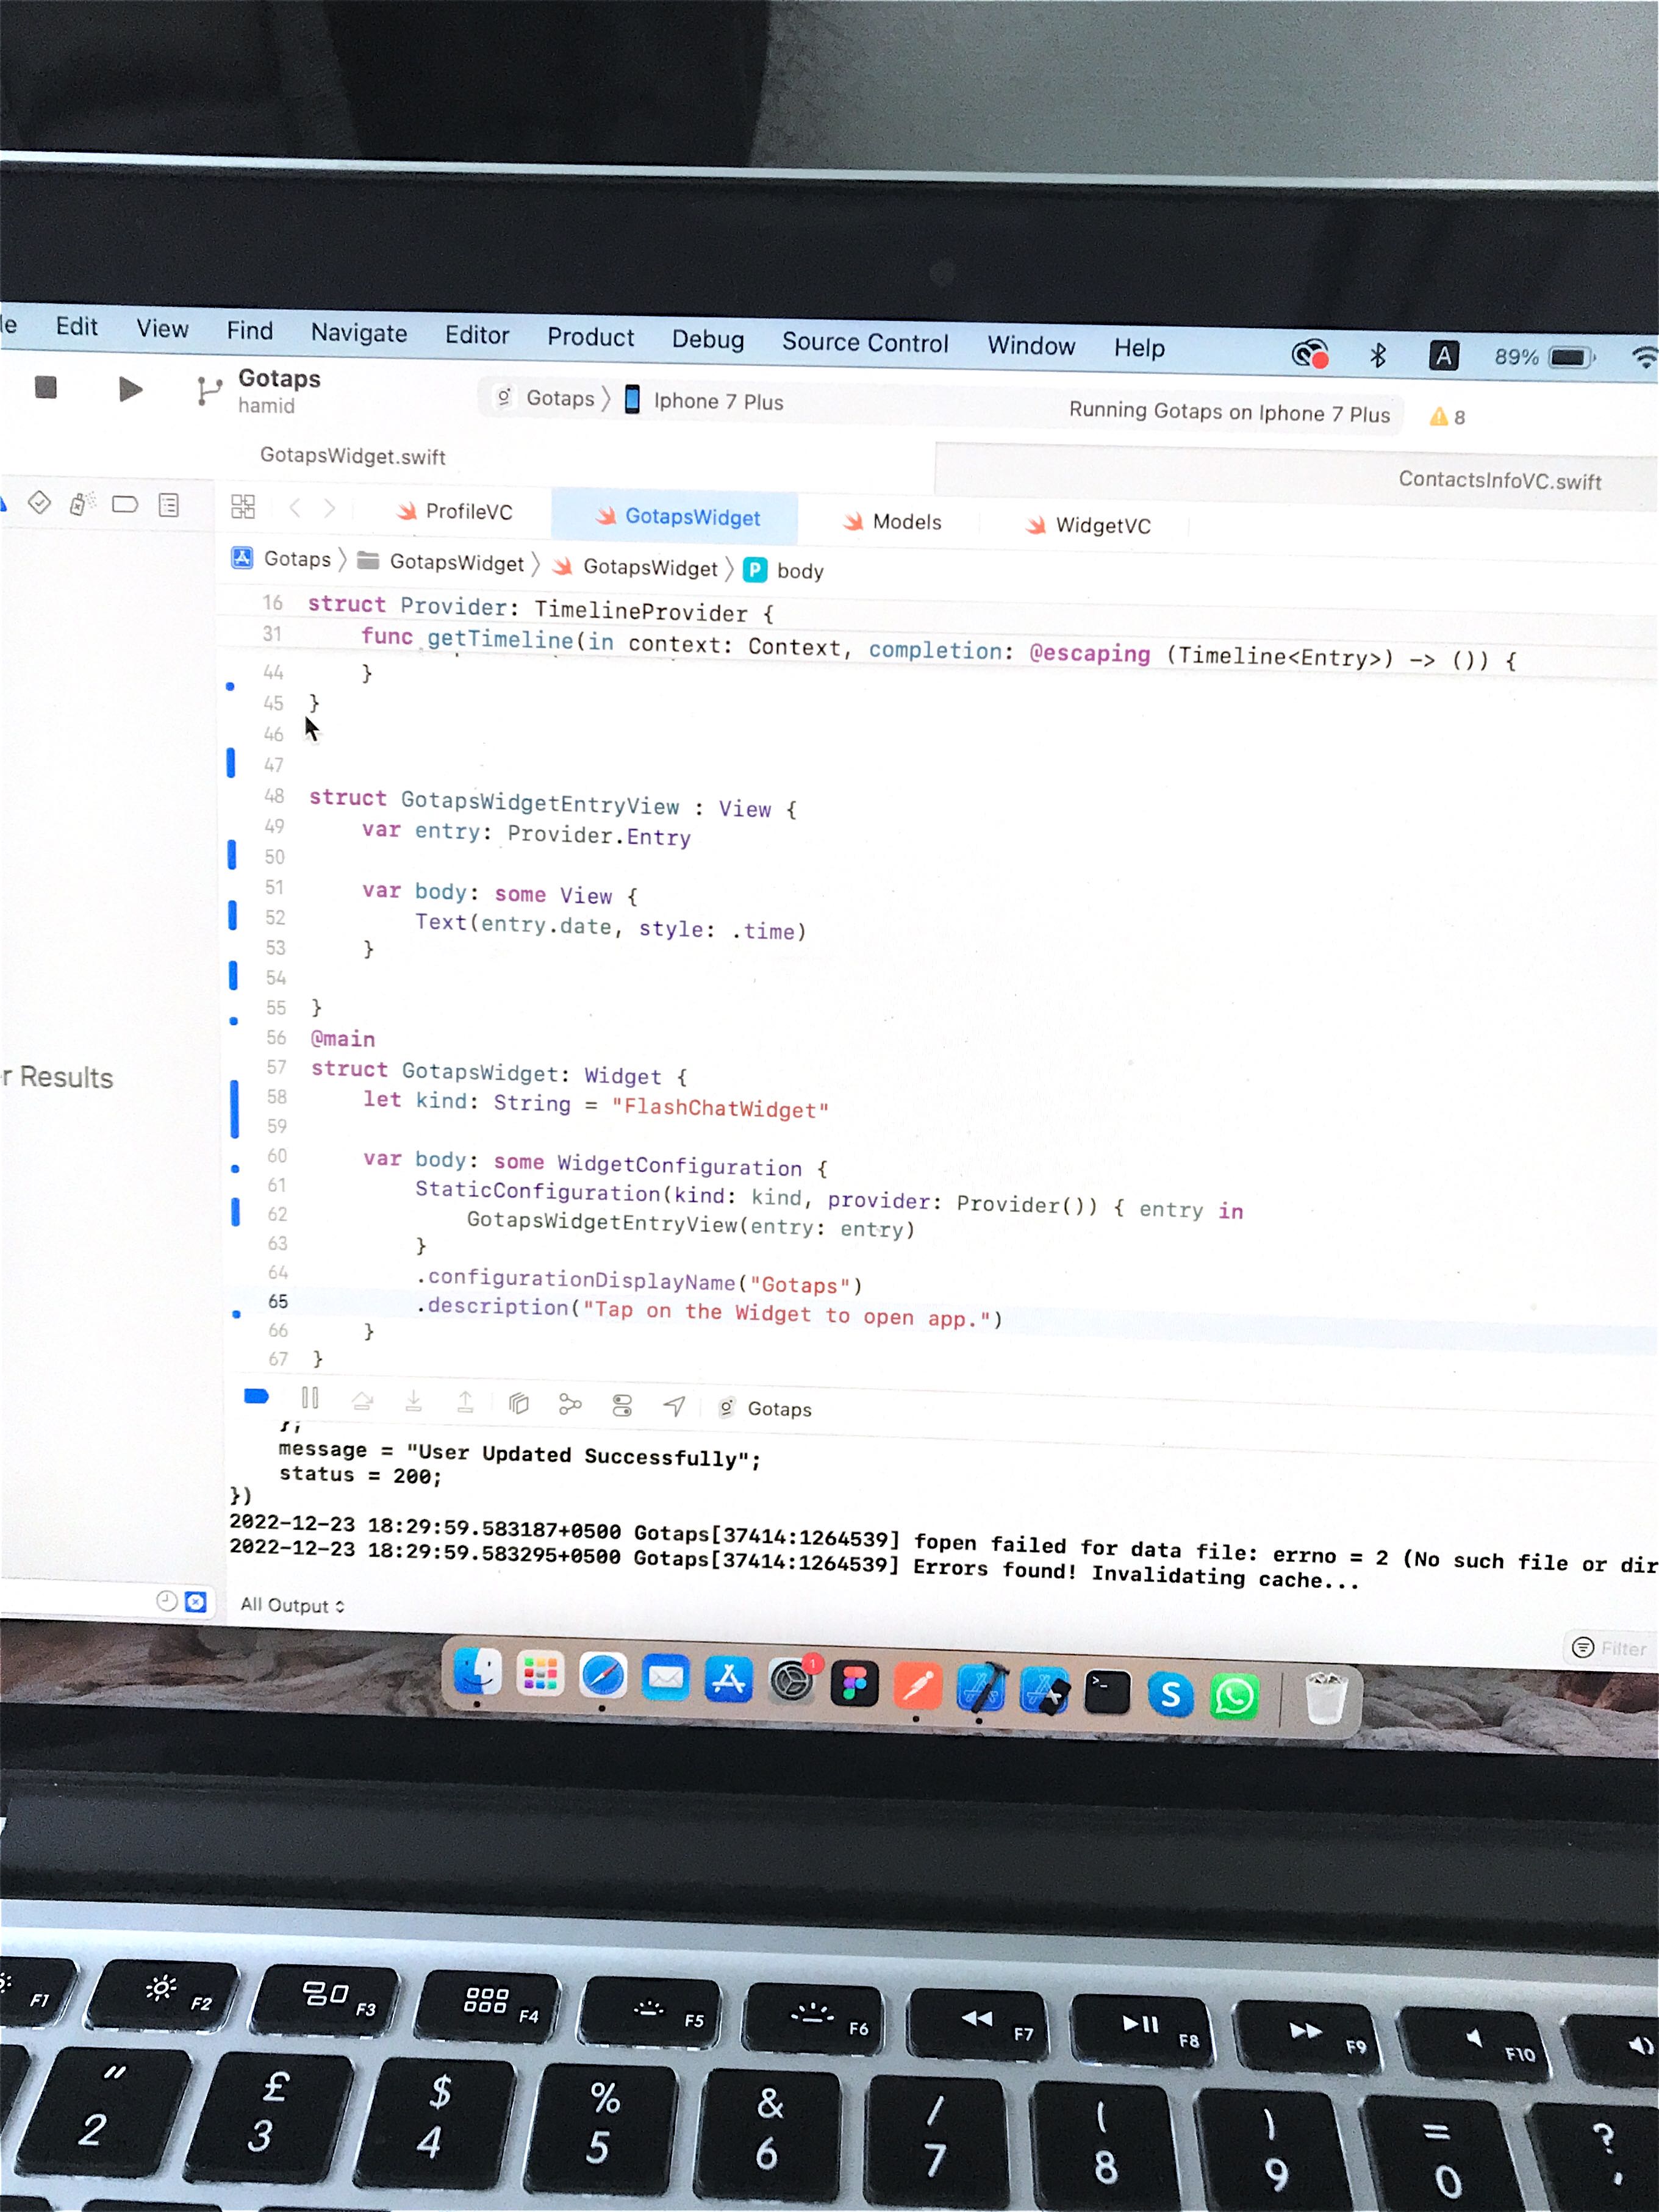 Edit View Find Navigate Editor Product Debug Source Control Window Help A 89%
Gotaps
hamid
Gotaps 〉 Iphone 7 Plus
Running Gotaps on Iphone 7 Plus 8
GotapsWidget.swift
ContactsInfoVC.swift
ProfileVC GotapsWidget Models WidgetVC
Gotaps 〉 GotapsWidget 〉 GotapsWidget 〉 P body
16 struct Provider: TimelineProvider {
31 func getTimeline(in context: Context, completion: @escaping (Timeline<Entry>) -> ()) {
44 }
45 }
46
47
48 struct GotapsWidgetEntryView : View {
49 var entry: Provider.Entry
50
51 var body: some View {
52 Text(entry.date, style: .time)
53 }
54
55 }
56 @main
57 struct GotapsWidget: Widget {
58 let kind: String = "FlashChatWidget"
59
60 var body: some WidgetConfiguration {
61 StaticConfiguration(kind: kind, provider: Provider()) { entry in
62 GotapsWidgetEntryView(entry: entry)
63 }
64 .configurationDisplayName("Gotaps")
65 .description("Tap on the Widget to open app.")
66 }
67 }
r Results
Gotaps
};
message = "User Updated Successfully";
status = 200;
})
2022-12-23 18:29:59.583187+0500 Gotaps[37414:1264539] fopen failed for data file: errno = 2 (No such file or dir
2022-12-23 18:29:59.583295+0500 Gotaps[37414:1264539] Errors found! Invalidating cache...
All Output
Filter
1
S
F1 F2 F3 F4 F5 F6 F7 F8 F9 F10
" £ $ % & / ( ) = ?
2 3 4 5 6 7 8 9 0 '